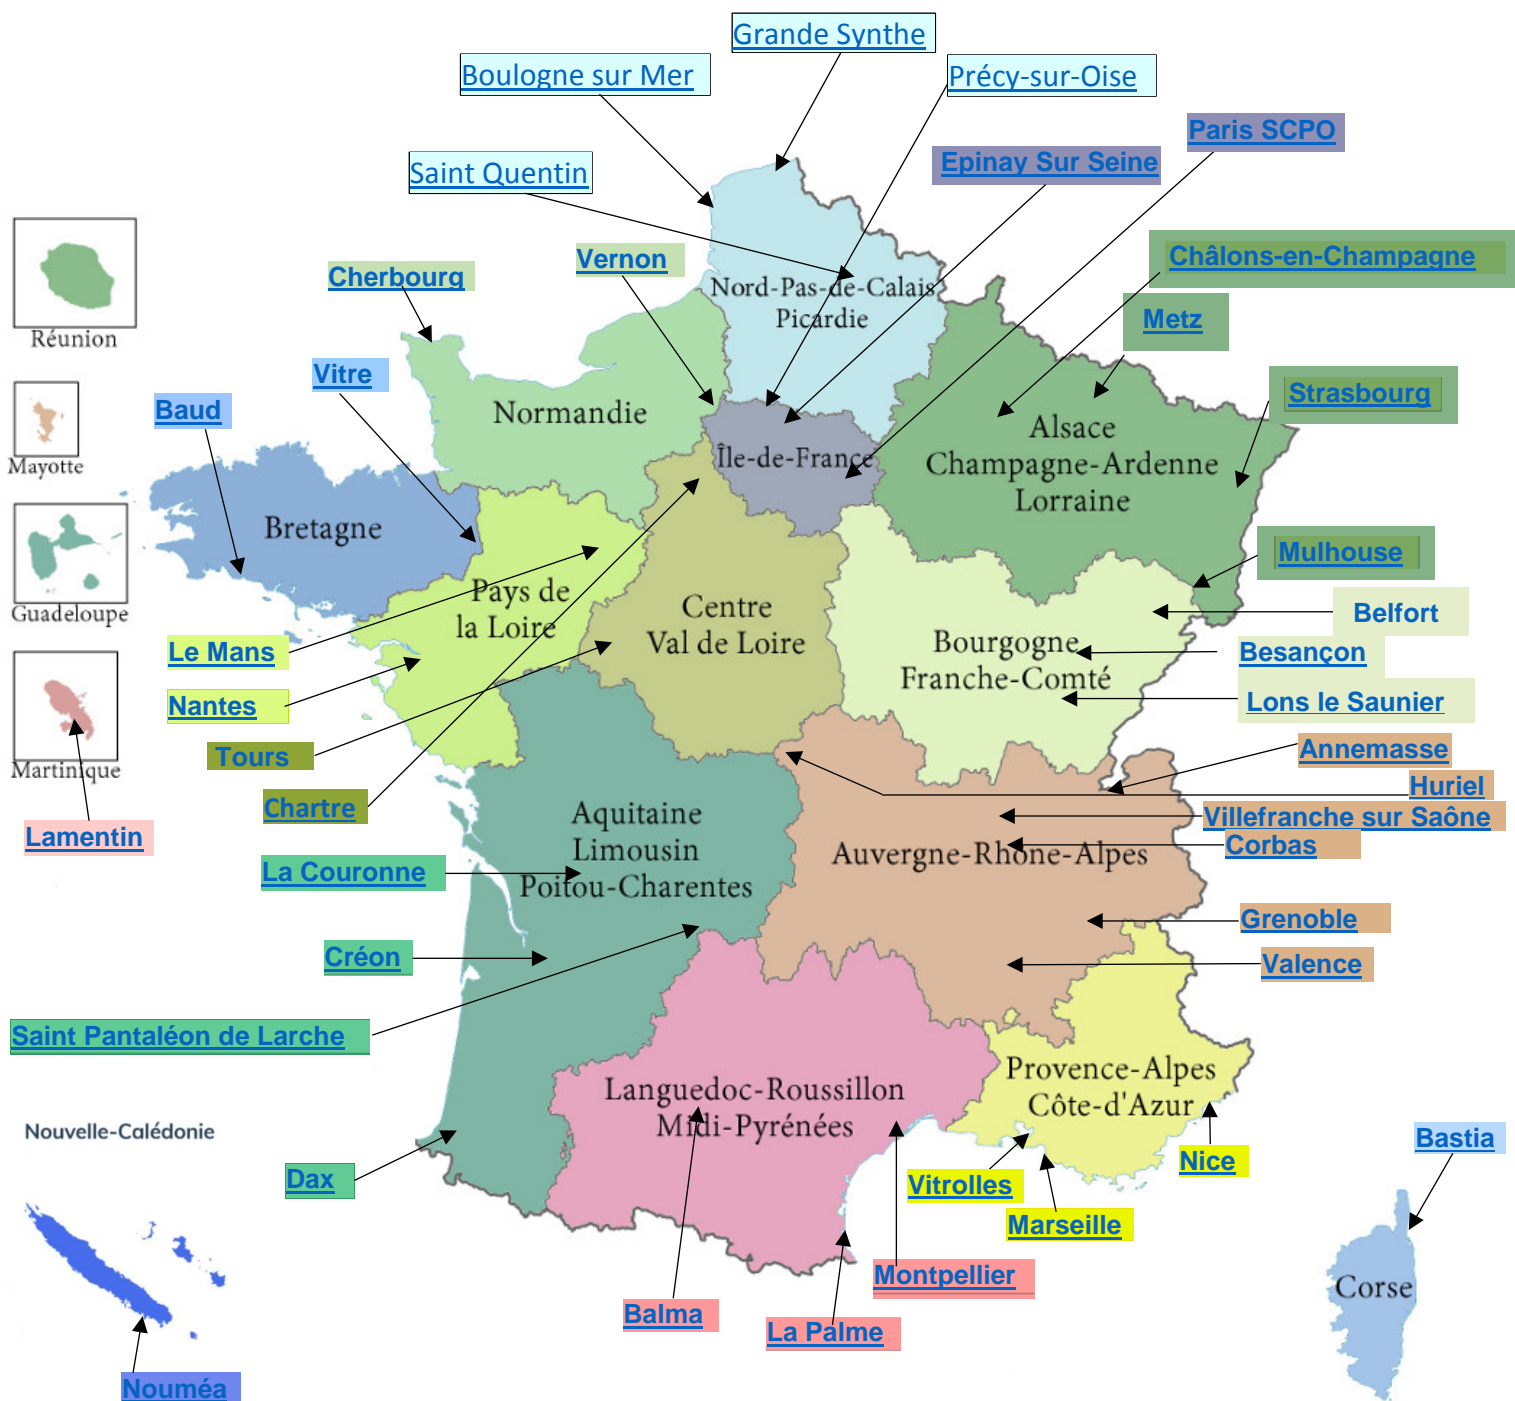 Grande Synthe
Boulogne sur Mer
Précy-sur-Oise
Paris SCPO
Epinay Sur Seine
Saint Quentin
Vernon
Châlons-en-Champagne
Cherbourg
Nord-Pas-de-Calais
Picardie
Metz
Réunion
Vitre
Strasbourg
Baud
Normandie
Alsace
Champagne-Ardenne
Lorraine
Île-de-France
Mayotte
Bretagne
Mulhouse
Pays de
la Loire
Centre
Val de Loire
Guadeloupe
Belfort
Bourgogne
Franche-Comté
Le Mans
Besançon
Nantes
Lons le Saunier
Tours
Annemasse
Martinique
Huriel
Chartre
Villefranche sur Saône
Aquitaine
Limousin
Poitou-Charentes
Lamentin
Corbas
Auvergne-Rhône-Alpes
La Couronne
Grenoble
Créon
Valence
Saint Pantaléon de Larche
Provence-Alpes
Côte-d'Azur
Languedoc-Roussillon
Midi-Pyrénées
Nouvelle-Calédonie
Bastia
Nice
Dax
Vitrolles
Marseille
Montpellier
Corse
Balma
La Palme
Nouméa